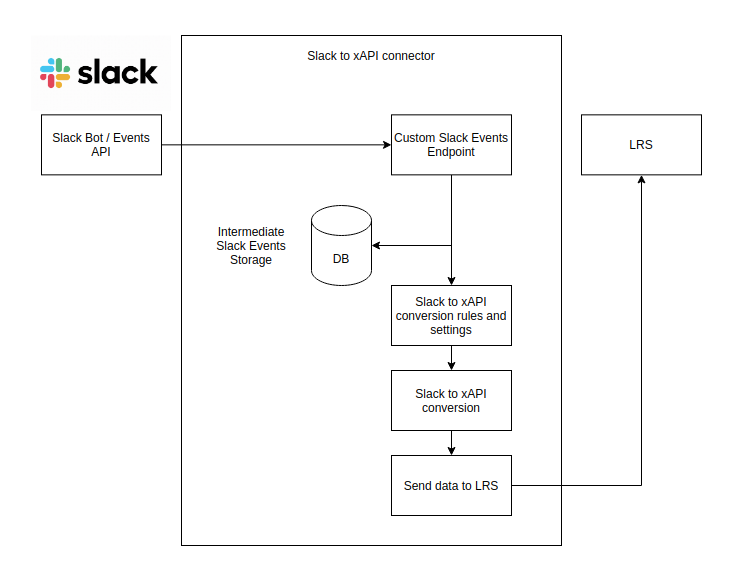 Slack to xAPI connector
slack
Slack Bot / Events
API
Custom Slack Events
Endpoint
LRS
Intermediate
Slack Events
Storage
DB
Slack to xAPI
conversion rules and
settings
Slack to xAPI
conversion
Send data to LRS